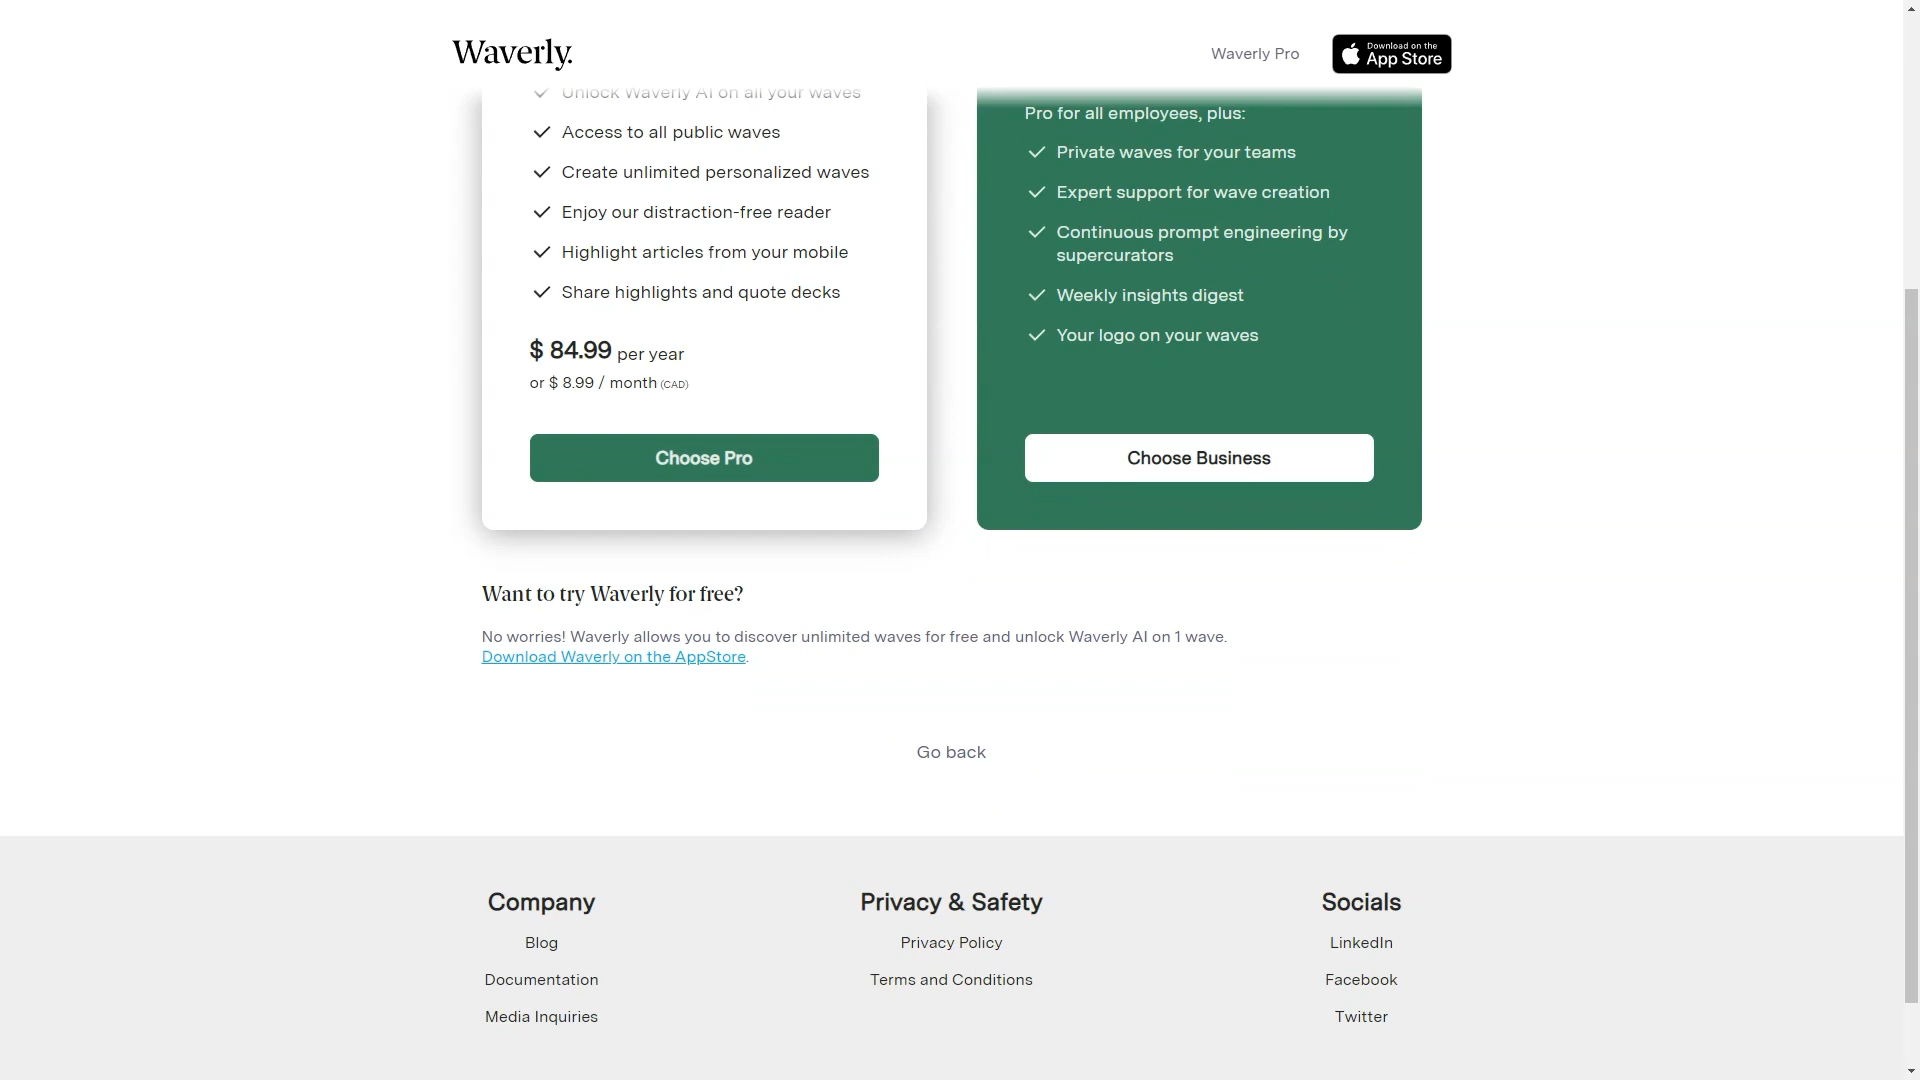 Waverly.
Waverly Pro
Download on the
App Store
Unlock Waverly AI on all your waves
Access to all public waves
Create unlimited personalized waves
Enjoy our distraction-free reader
Highlight articles from your mobile
Share highlights and quote decks
$ 84.99 per year
or $ 8.99 / month (CAD)
Choose Pro
Pro for all employees, plus:
Private waves for your teams
Expert support for wave creation
Continuous prompt engineering by
supercurators
Weekly insights digest
Your logo on your waves
Choose Business
Want to try Waverly for free?
No worries! Waverly allows you to discover unlimited waves for free and unlock Waverly AI on 1 wave.
Download Waverly on the AppStore.
Go back
Company
Blog
Documentation
Media Inquiries
Privacy & Safety
Privacy Policy
Terms and Conditions
Socials
LinkedIn
Facebook
Twitter